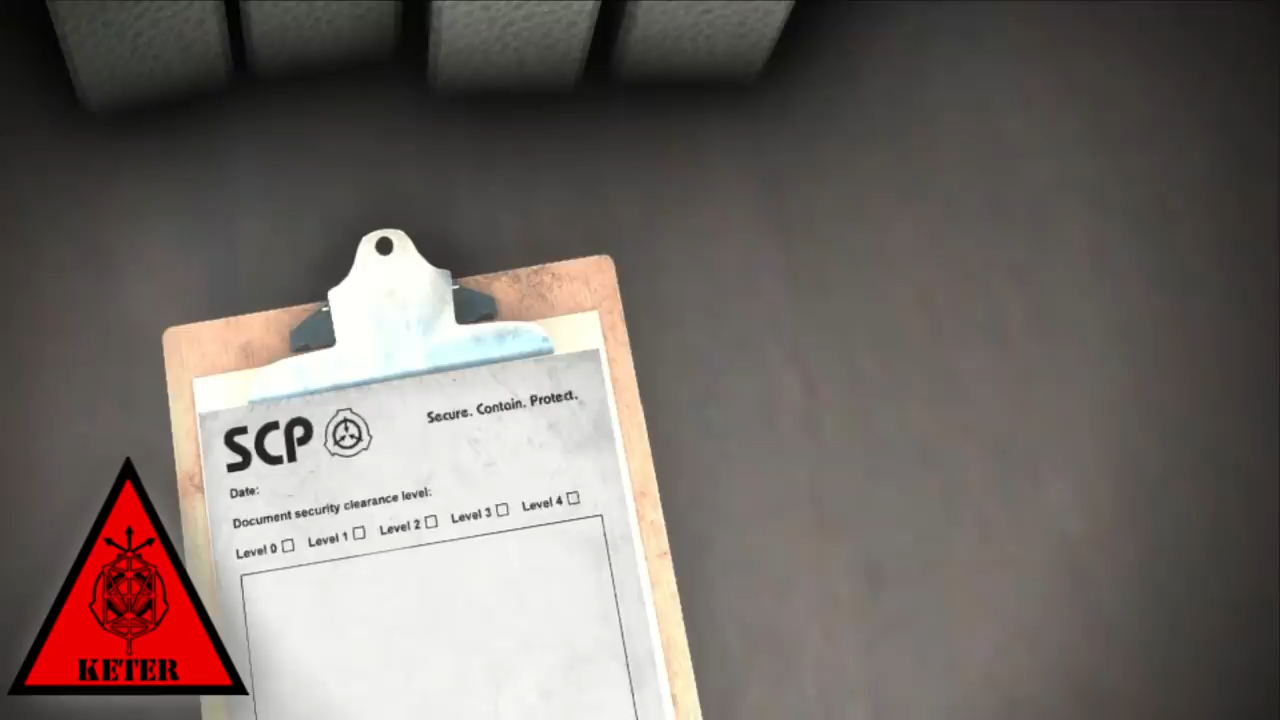 SCP
Secure. Contain. Protect.
Date:
Document security clearance level:
Level 0 Level 1 Level 2 Level 3 Level 4
KETER